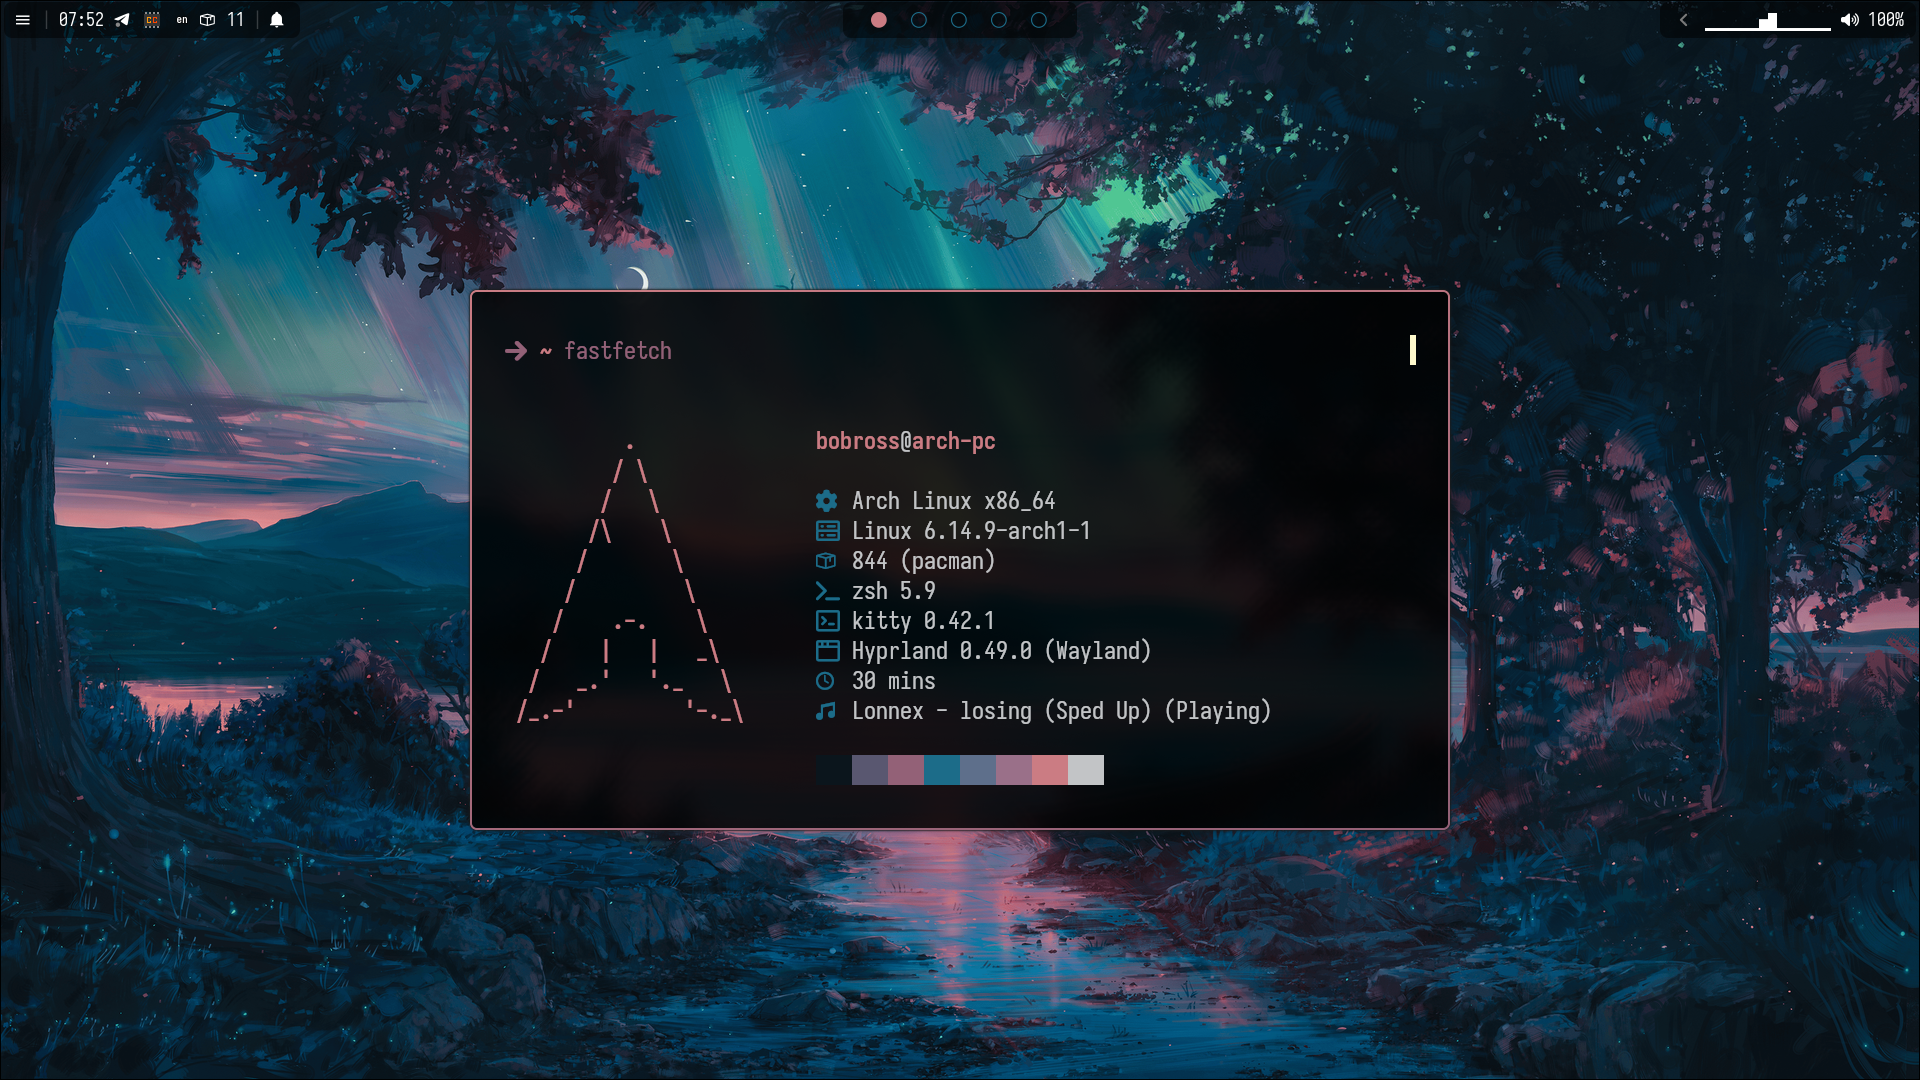 07:52 en 11
100%
~ fastfetch
bobross@arch-pc
Arch Linux x86_64
Linux 6.14.9-arch1-1
844 (pacman)
zsh 5.9
kitty 0.42.1
Hyprland 0.49.0 (Wayland)
30 mins
Lonnex - losing (Sped Up) (Playing)